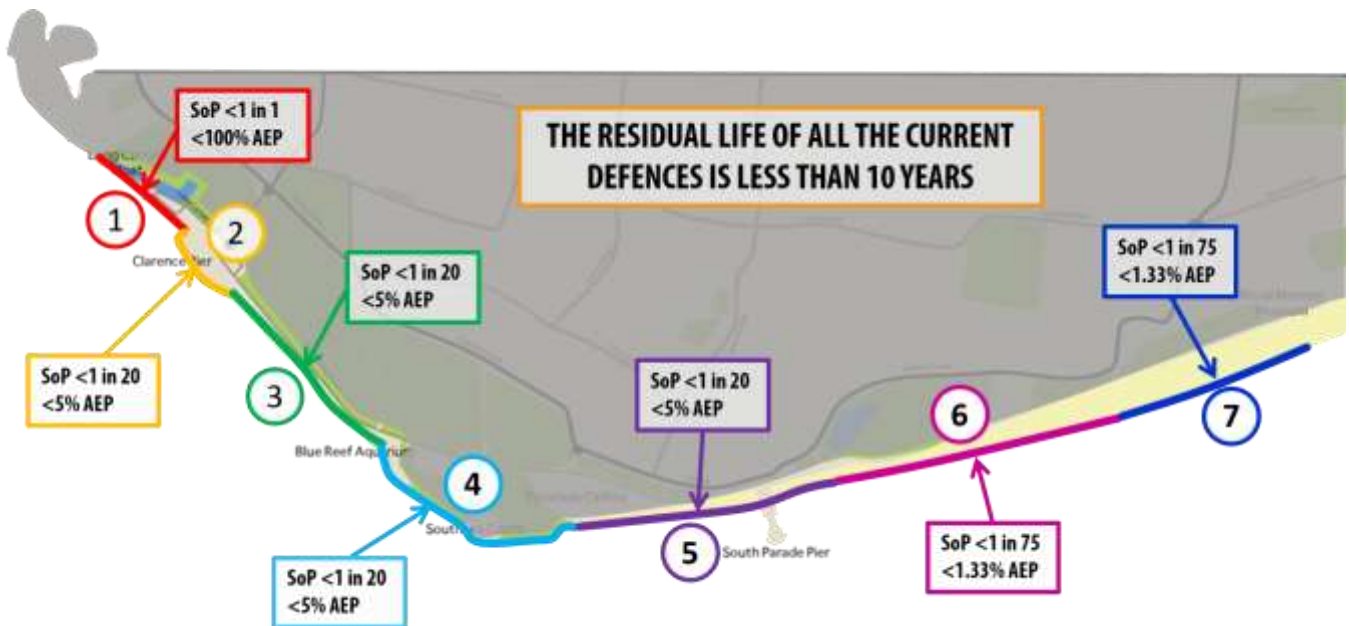 SoP <1 in 1
<100% AEP
THE RESIDUAL LIFE OF ALL THE CURRENT
DEFENCES IS LESS THAN 10 YEARS
1
2
Clarence Pier
SoP <1 in 20
<5% AEP
SoP <1 in 75
<1.33% AEP
SoP <1 in 20
<5% AEP
3
SoP <1 in 20
<5% AEP
6
7
Blue Reef Aquarium
4
5
South Parade Pier
SoP <1 in 75
<1.33% AEP
SoP <1 in 20
<5% AEP